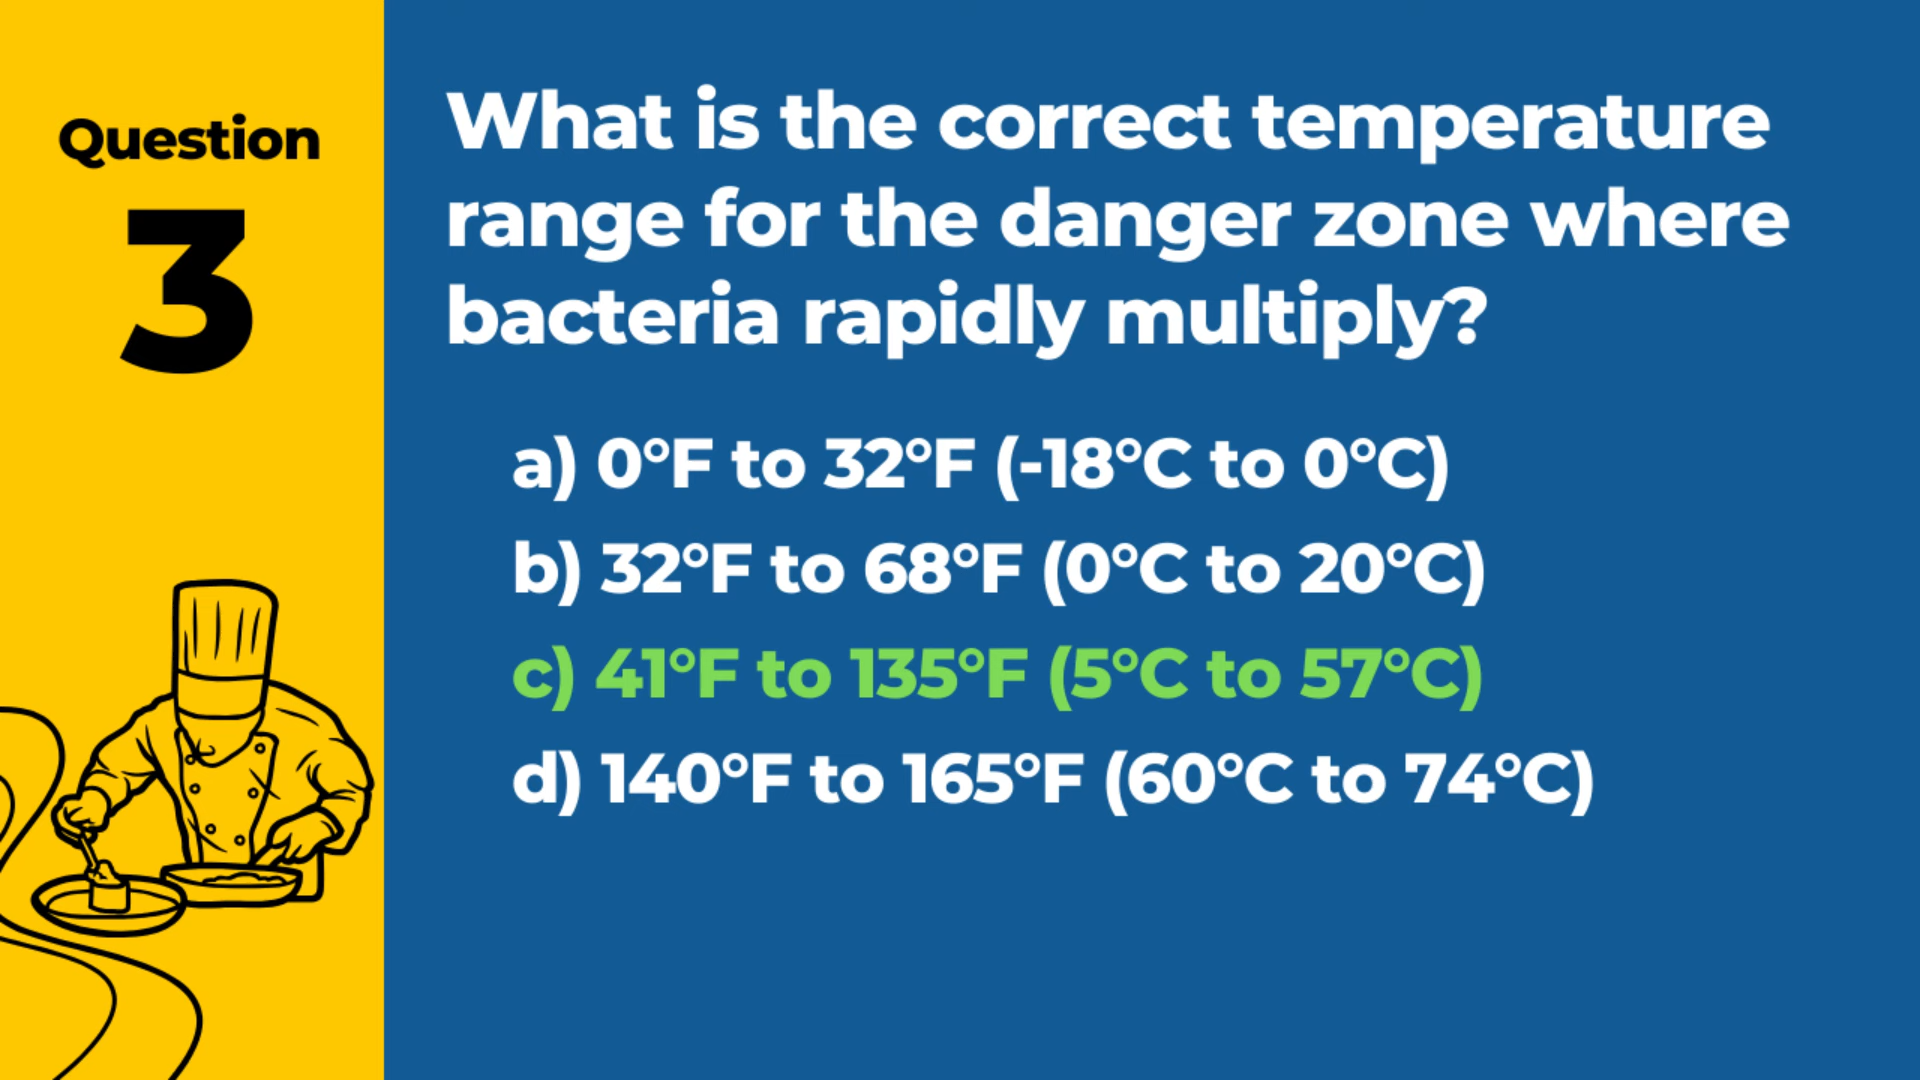 Question
3
What is the correct temperature
range for the danger zone where
bacteria rapidly multiply?
a) 0°F to 32°F (-18°C to 0°C)
b) 32°F to 68°F (0°C to 20°C)
c) 41°F to 135°F (5°C to 57°C)
d) 140°F to 165°F (60°C to 74°C)